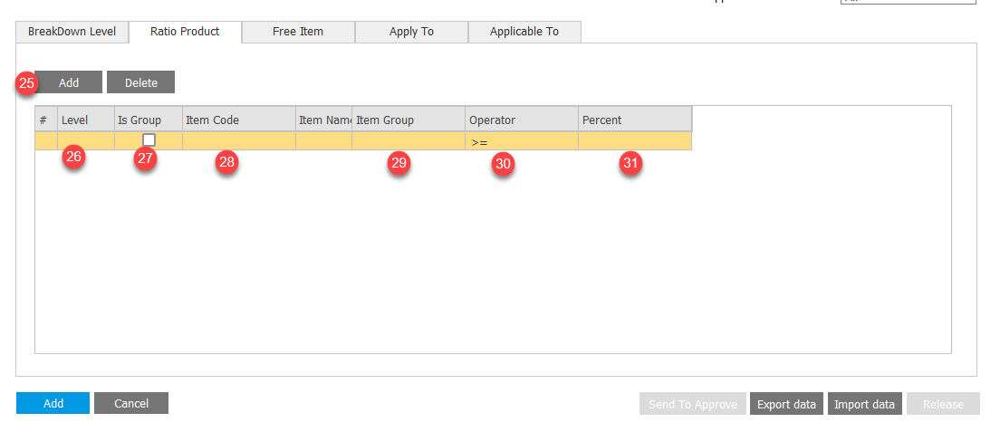 BreakDown Level Ratio Product Free Item Apply To Applicable To
25 Add Delete
# Level Is Group Item Code Item Nam Item Group Operator Percent
>=
26 27 28 29 30 31
Add Cancel Send To Approve Export data Import data Release